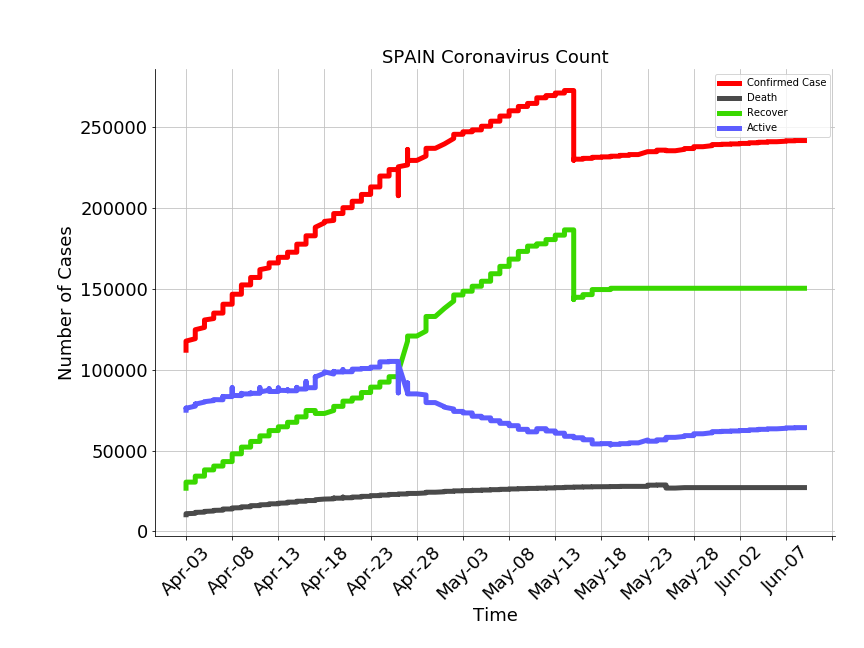 SPAIN Coronavirus Count
Confirmed Case
Death
Recover
Active
Number of Cases
250000
200000
150000
100000
50000
0
Apr-03
Apr-08
Apr-13
Apr-18
Apr-23
Apr-28
May-03
May-08
May-13
May-18
May-23
May-28
Jun-02
Jun-07
Time